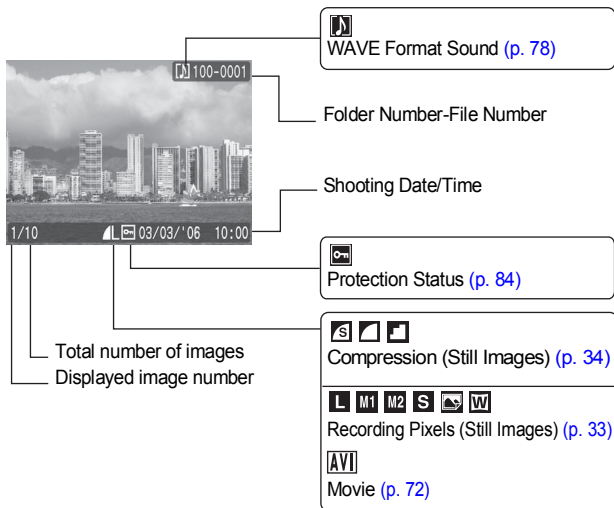 WAVE Format Sound (p. 78)
100-0001
Folder Number-File Number
Shooting Date/Time
1/10 L 03/03/'06 10:00
Protection Status (p. 84)
S
Compression (Still Images) (p. 34)
Total number of images
Displayed image number
L M1 M2 S W
Recording Pixels (Still Images) (p. 33)
AVI
Movie (p. 72)